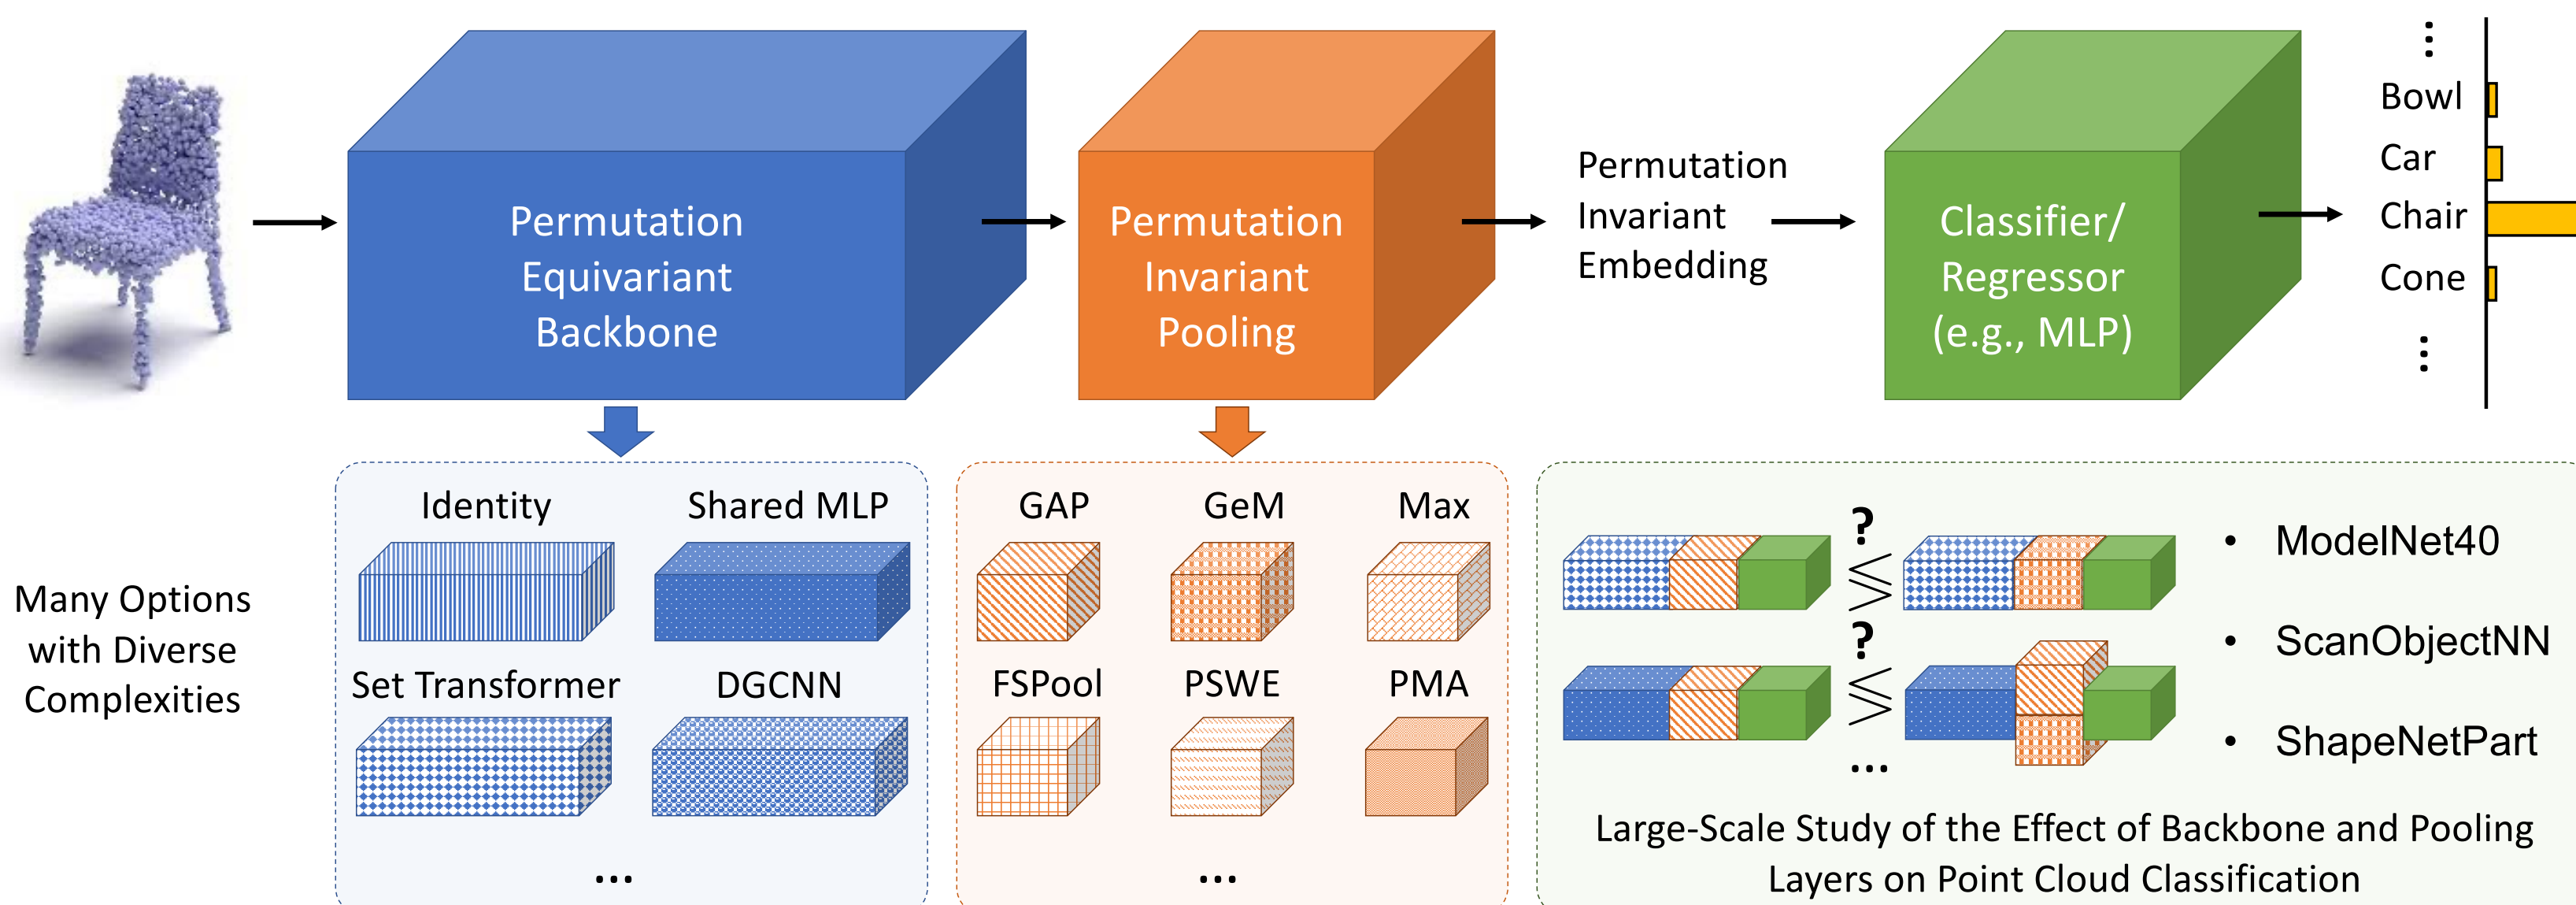 Permutation
Equivariant
Backbone
Permutation
Invariant
Pooling
Permutation
Invariant
Embedding
Classifier/
Regressor
(e.g., MLP)
⋮
Bowl
Car
Chair
Cone
⋮
Many Options
with Diverse
Complexities
Identity
Shared MLP
Set Transformer
DGCNN
...
GAP
GeM
Max
FSPool
PSWE
PMA
...
?
⋚
?
⋚
...
• ModelNet40
• ScanObjectNN
• ShapeNetPart
Large-Scale Study of the Effect of Backbone and Pooling
Layers on Point Cloud Classification